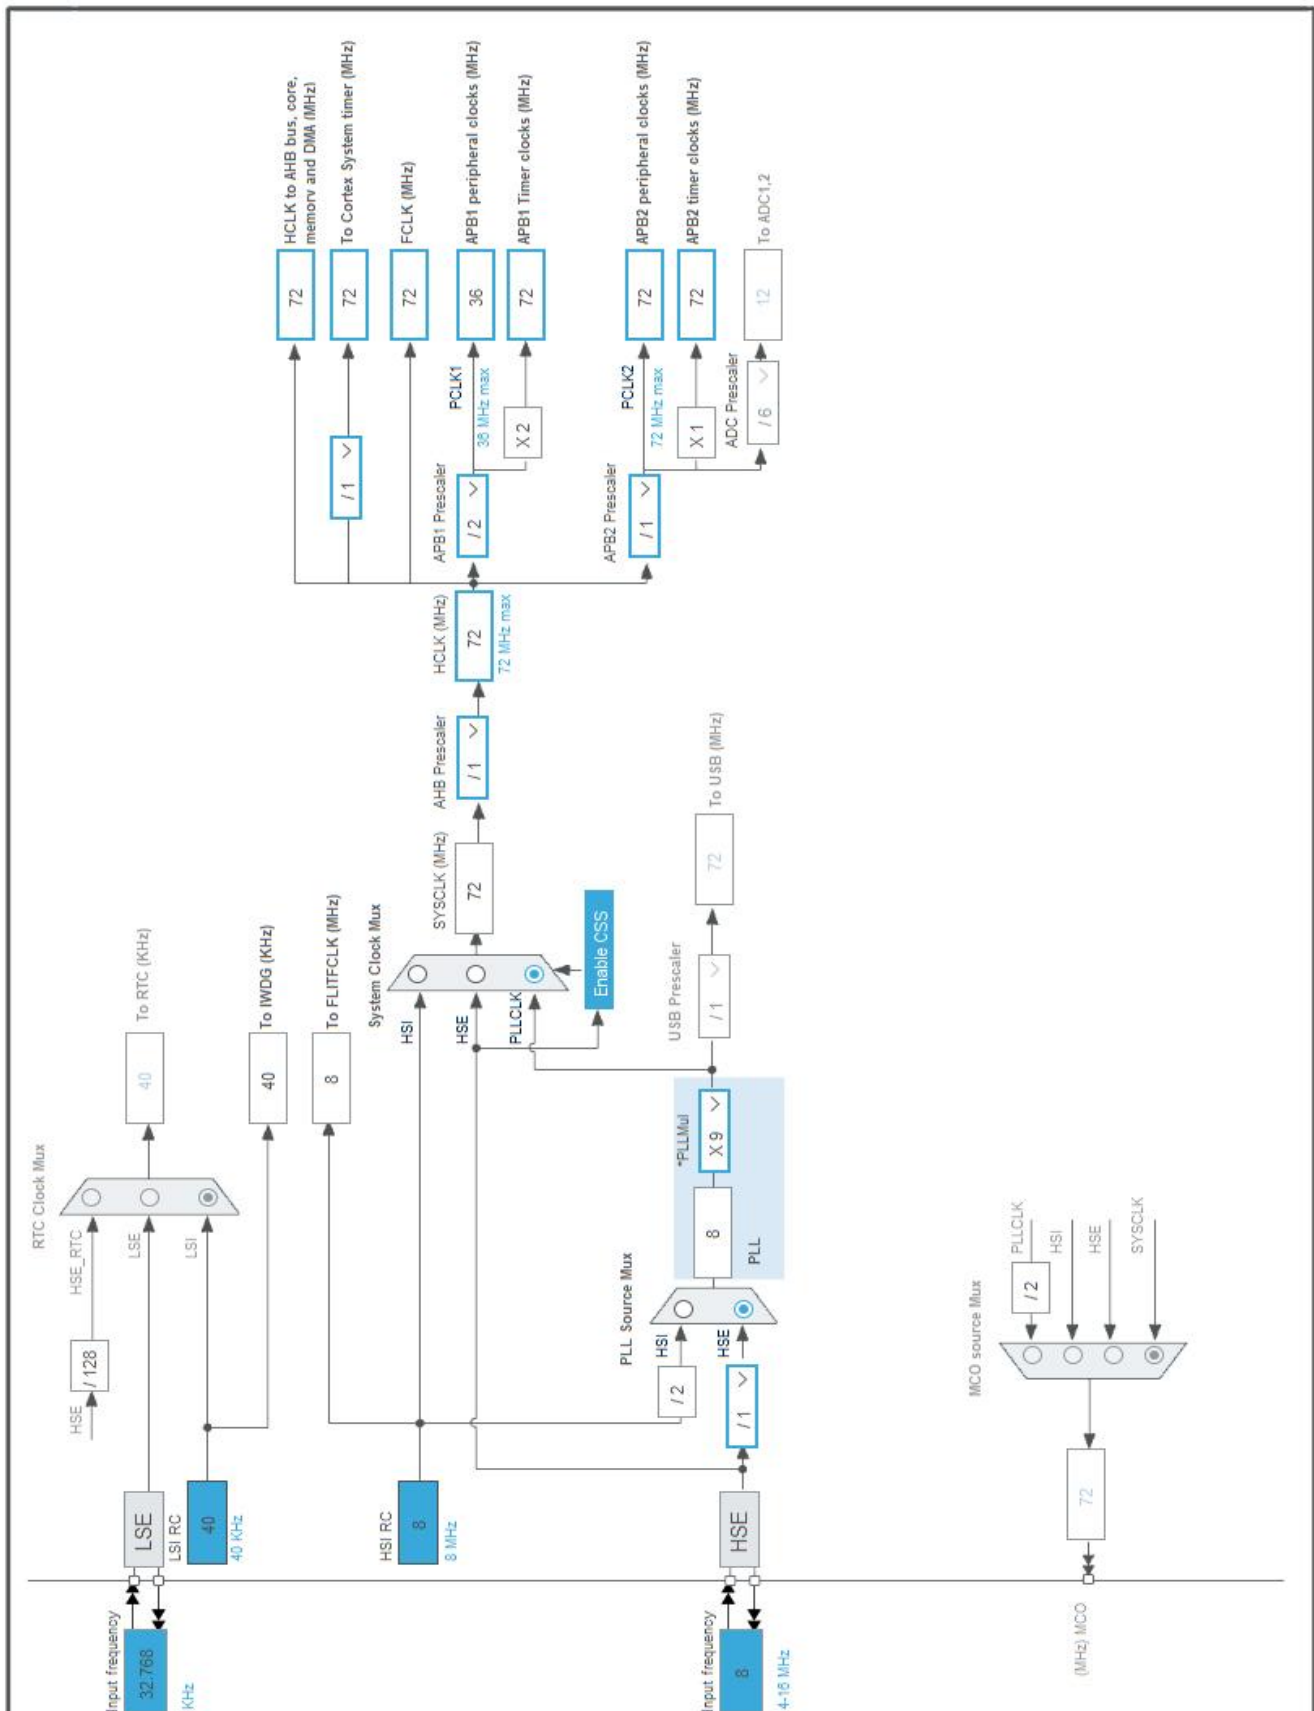 RTC Clock Mux
HSE
/ 128
HSE_RTC
LSE
LSI
40
To RTC (KHz)
Input frequency
32.768
KHz
LSE
LSI RC
40
40 KHz
40
To IWDG (KHz)
8
To FLITFCLK (MHz)
HSI RC
8
8 MHz
System Clock Mux
HSI
HSE
PLLCLK
Enable CSS
SYSCLK (MHz)
72
AHB Prescaler
/ 1
HCLK (MHz)
72
72 MHz max
72
HCLK to AHB bus, core,
memory and DMA (MHz)
/ 1
72
To Cortex System timer (MHz)
72
FCLK (MHz)
APB1 Prescaler
/ 2
PCLK1
36 MHz max
36
APB1 peripheral clocks (MHz)
X 2
72
APB1 Timer clocks (MHz)
APB2 Prescaler
/ 1
PCLK2
72 MHz max
72
APB2 peripheral clocks (MHz)
X 1
72
APB2 timer clocks (MHz)
ADC Prescaler
/ 6
12
To ADC1,2
PLL Source Mux
/ 2
HSI
HSE
/ 1
8
*PLLMul
X 9
PLL
USB Prescaler
/ 1
72
To USB (MHz)
Input frequency
8
4-16 MHz
HSE
MCO source Mux
/ 2
PLLCLK
HSI
HSE
SYSCLK
72
(MHz) MCO